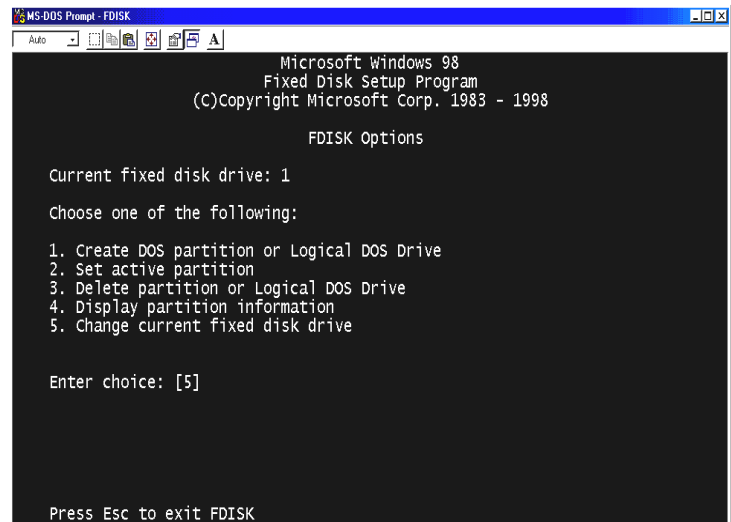 MS-DOS Prompt - FDISK
Auto
A
Microsoft Windows 98
Fixed Disk Setup Program
(C)Copyright Microsoft Corp. 1983 - 1998
FDISK Options
Current fixed disk drive: 1
Choose one of the following:
1. Create DOS partition or Logical DOS Drive
2. Set active partition
3. Delete partition or Logical DOS Drive
4. Display partition information
5. Change current fixed disk drive
Enter choice: [5]
Press Esc to exit FDISK